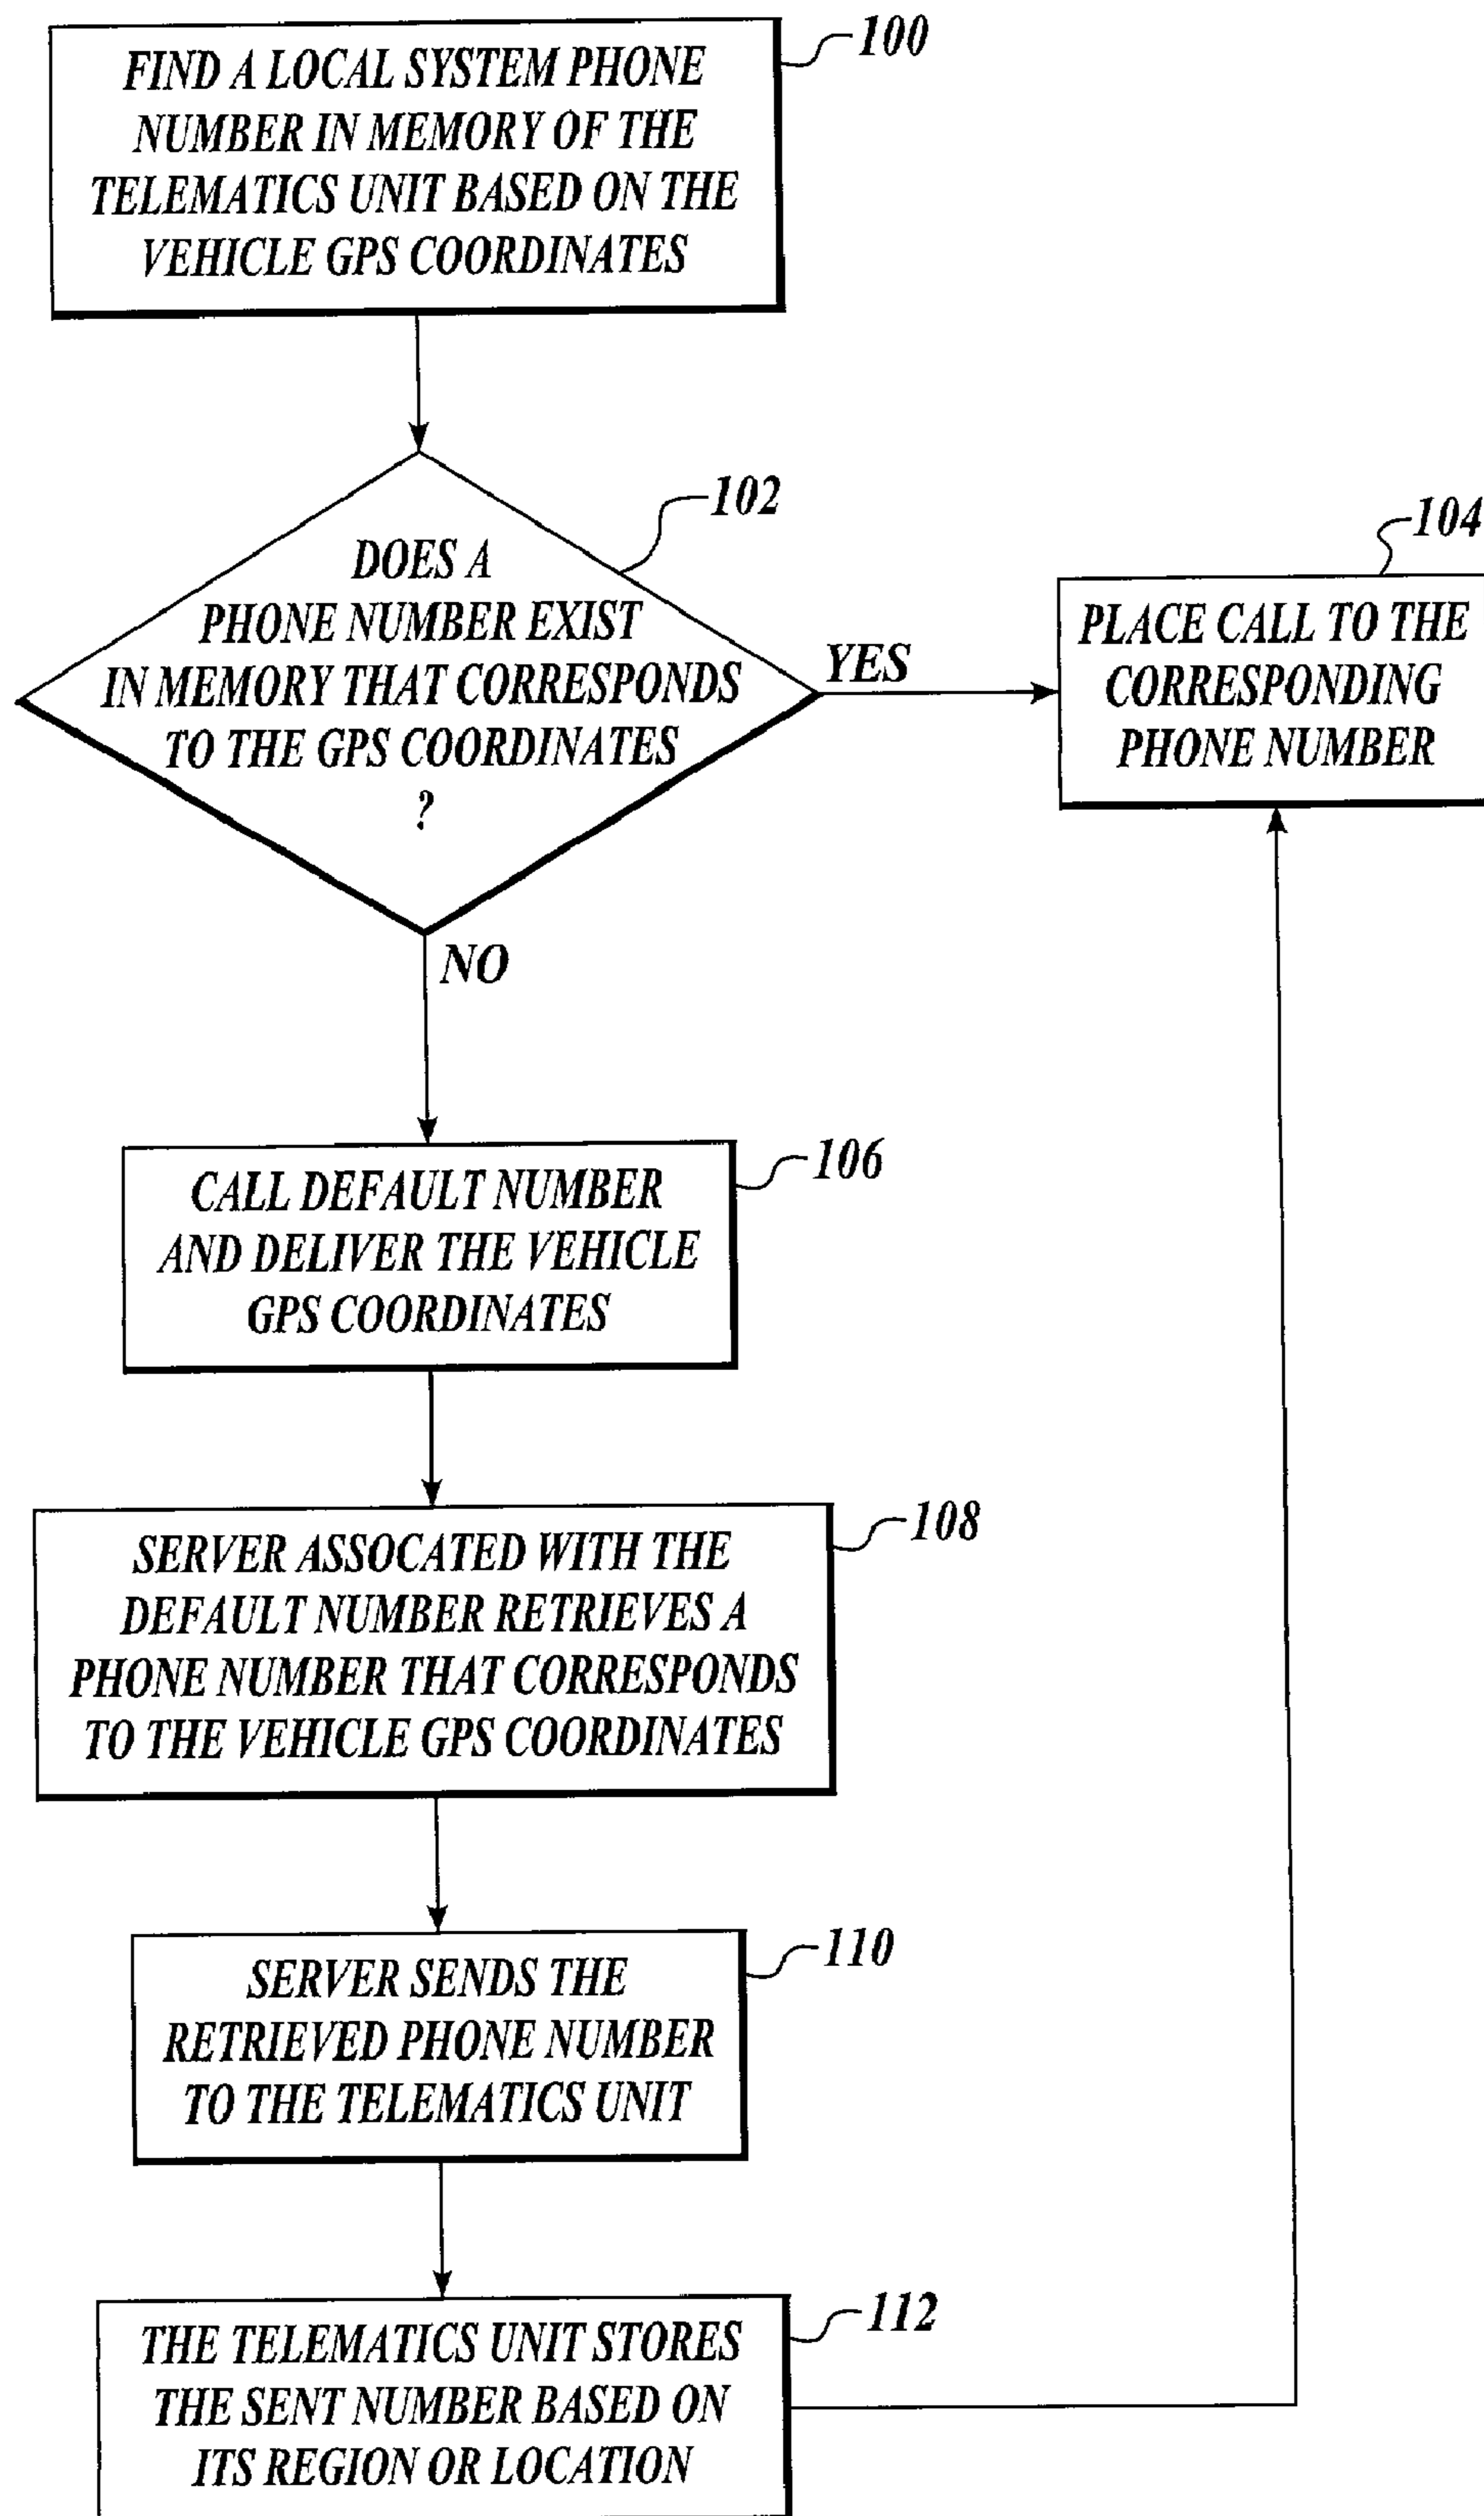 100
FIND A LOCAL SYSTEM PHONE
NUMBER IN MEMORY OF THE
TELEMATICS UNIT BASED ON THE
VEHICLE GPS COORDINATES
102
DOES A
PHONE NUMBER EXIST
IN MEMORY THAT CORRESPONDS
TO THE GPS COORDINATES
?
YES
104
PLACE CALL TO THE
CORRESPONDING
PHONE NUMBER
NO
106
CALL DEFAULT NUMBER
AND DELIVER THE VEHICLE
GPS COORDINATES
108
SERVER ASSOCATED WITH THE
DEFAULT NUMBER RETRIEVES A
PHONE NUMBER THAT CORRESPONDS
TO THE VEHICLE GPS COORDINATES
110
SERVER SENDS THE
RETRIEVED PHONE NUMBER
TO THE TELEMATICS UNIT
112
THE TELEMATICS UNIT STORES
THE SENT NUMBER BASED ON
ITS REGION OR LOCATION